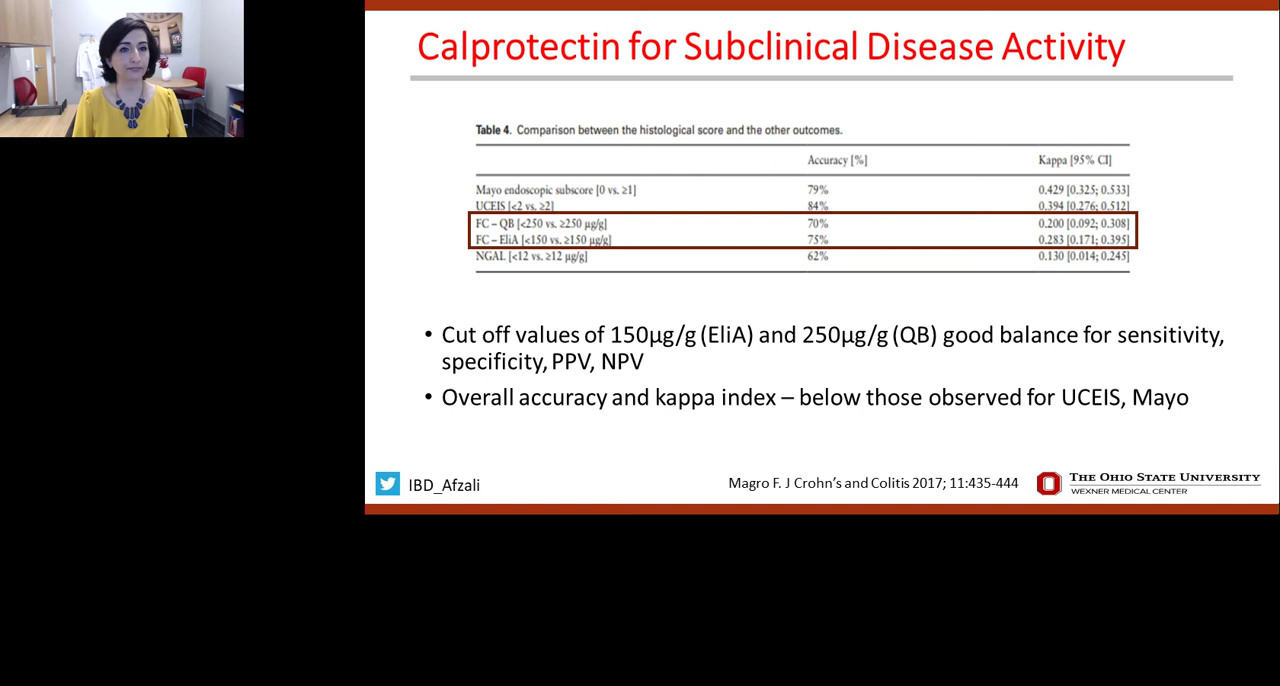 Calprotectin for Subclinical Disease Activity
Table 4. Comparison between the histological score and the other outcomes.
Accuracy [%] Kappa [95% CI]
Mayo endoscopic subscore [0 vs. ≥1] 79% 0.429 [0.325; 0.533]
UCEIS [<2 vs. ≥2] 84% 0.394 [0.276; 0.512]
FC – QB [<250 vs. ≥250 µg/g] 70% 0.200 [0.092; 0.308]
FC – EliA [<150 vs. ≥150 µg/g] 75% 0.283 [0.171; 0.395]
NGAL [<12 vs. ≥12 µg/g] 62% 0.130 [0.014; 0.245]
• Cut off values of 150µg/g (EliA) and 250µg/g (QB) good balance for sensitivity,
specificity, PPV, NPV
• Overall accuracy and kappa index – below those observed for UCEIS, Mayo
IBD_Afzali
Magro F. J Crohn's and Colitis 2017; 11:435-444
THE OHIO STATE UNIVERSITY
WEXNER MEDICAL CENTER